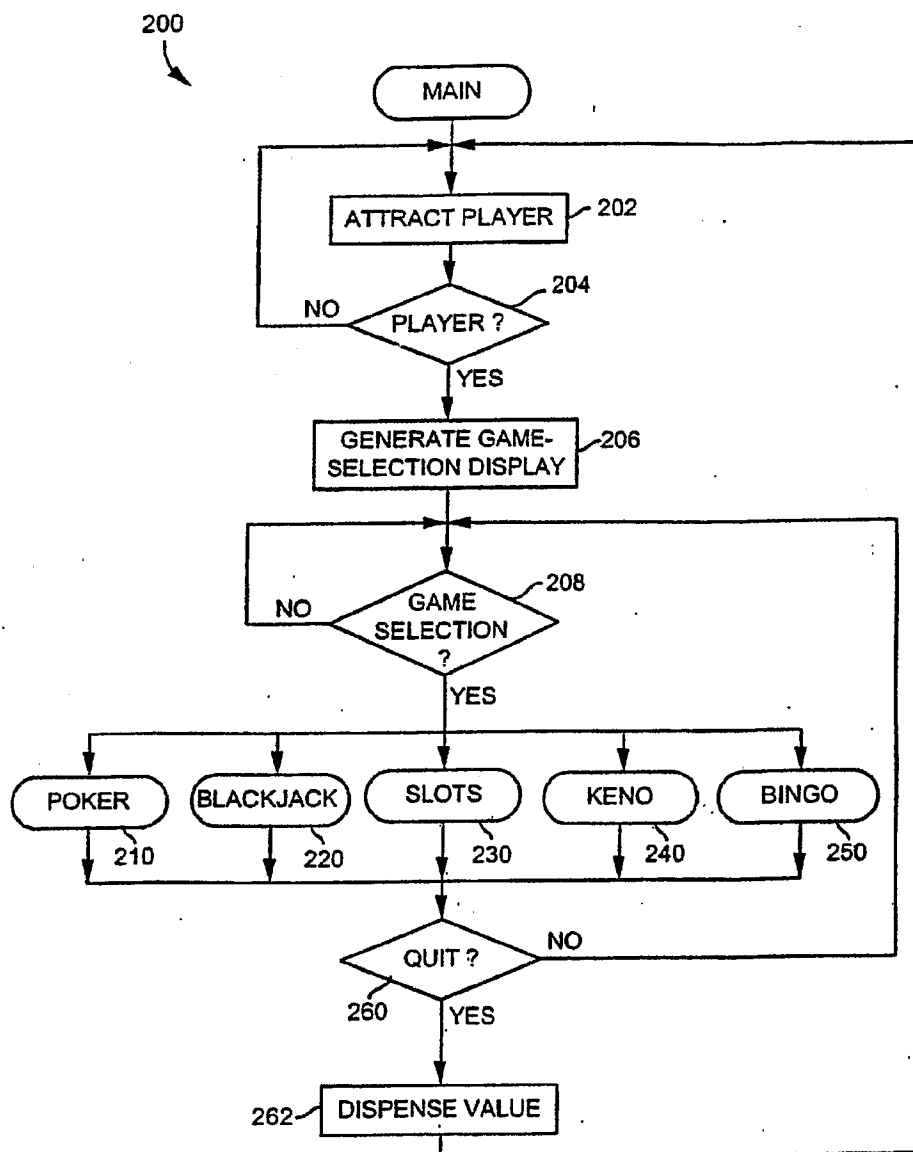 200
MAIN
ATTRACT PLAYER
202
204
NO
PLAYER ?
YES
GENERATE GAME-
SELECTION DISPLAY
206
208
NO
GAME
SELECTION
?
YES
POKER
BLACKJACK
SLOTS
KENO
BINGO
210
220
230
240
250
QUIT ?
NO
260
YES
262
DISPENSE VALUE